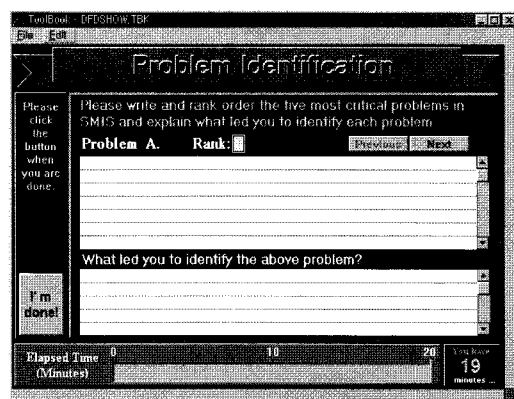 ToolBook - DFDSHOW.TBK
File Edit
Problem Identification
Please
click
the
button
when
you are
done.
Please write and rank order the five most critical problems in
SMIS and explain what led you to identify each problem
Problem A. Rank:
Previous Next
What led you to identify the above problem?
I'm
done!
Elapsed Time
(Minutes)
0 10 20
You have
19
minutes ...